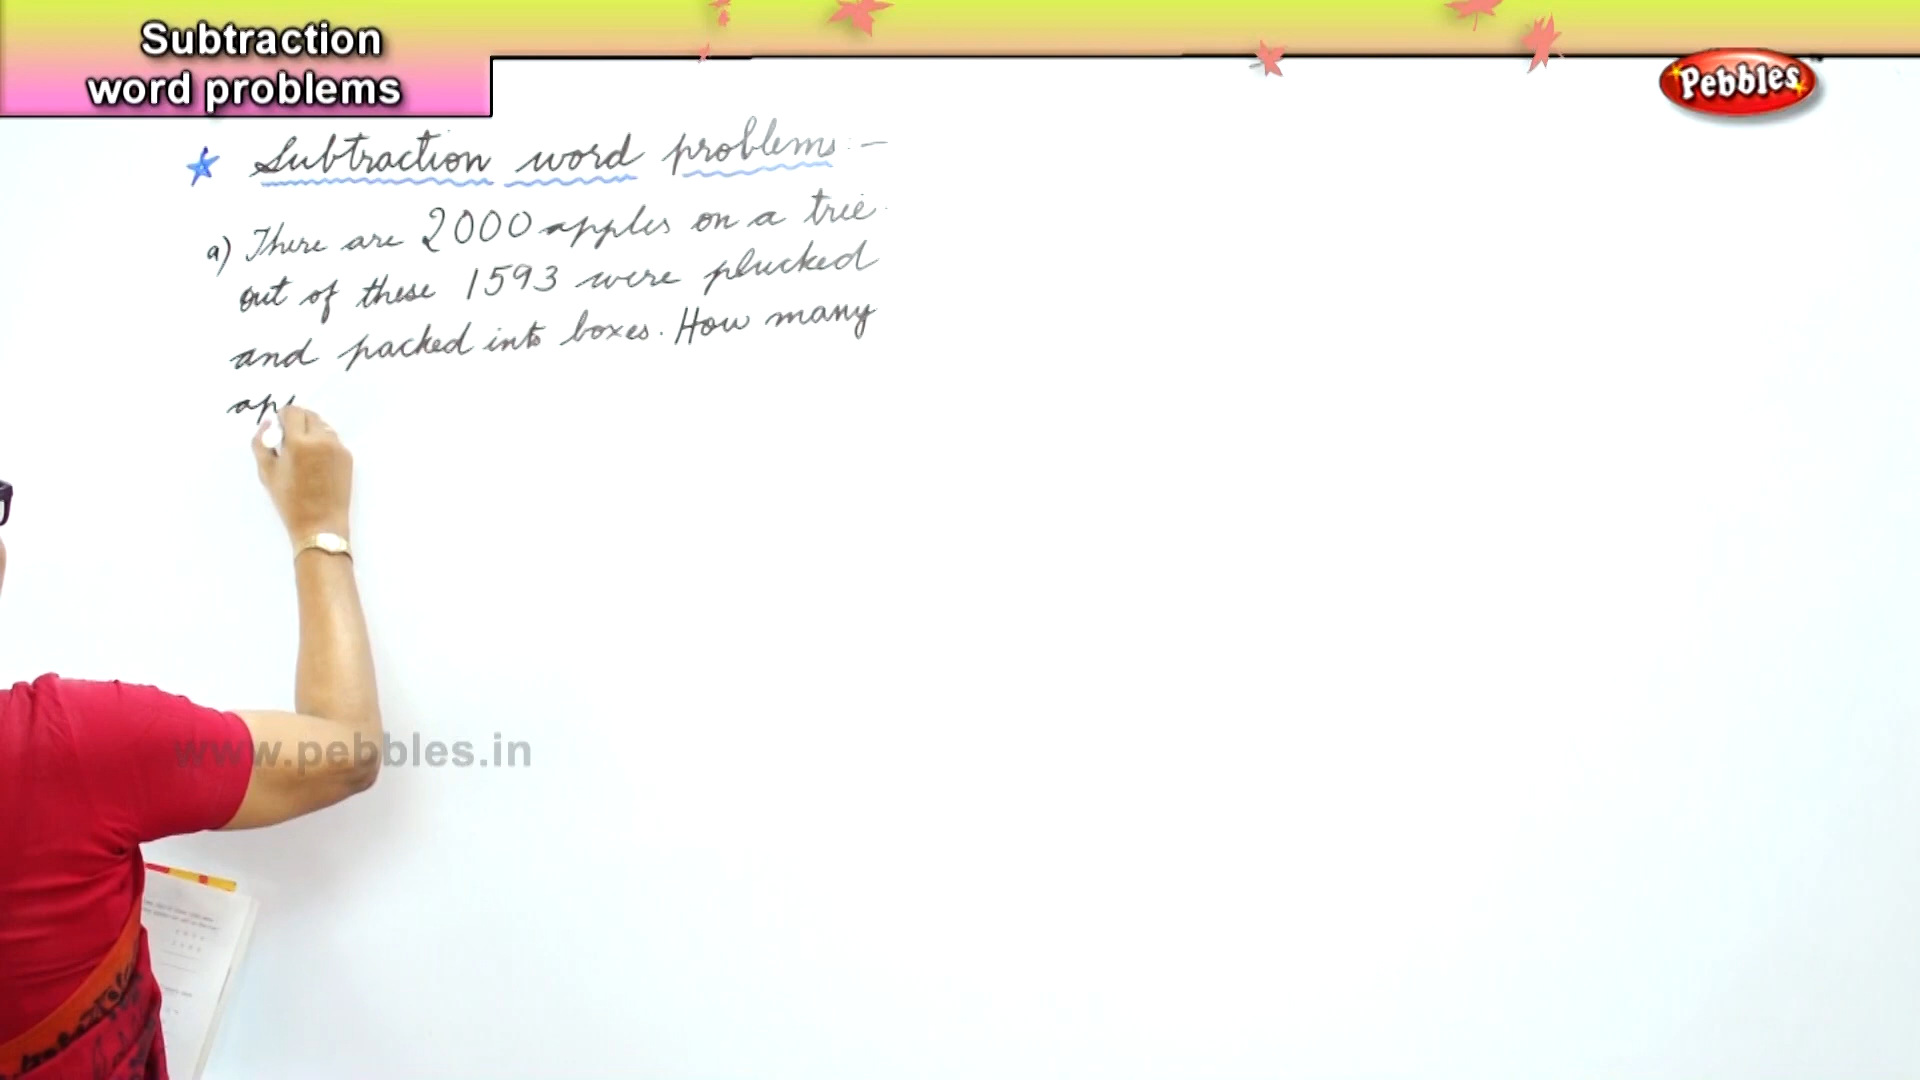 Subtraction
word problems
Pebbles
Subtraction word problems:-
a) There are 2000 apples on a tree
out of these 1593 were plucked
and packed into boxes. How many
app
www.pebbles.in